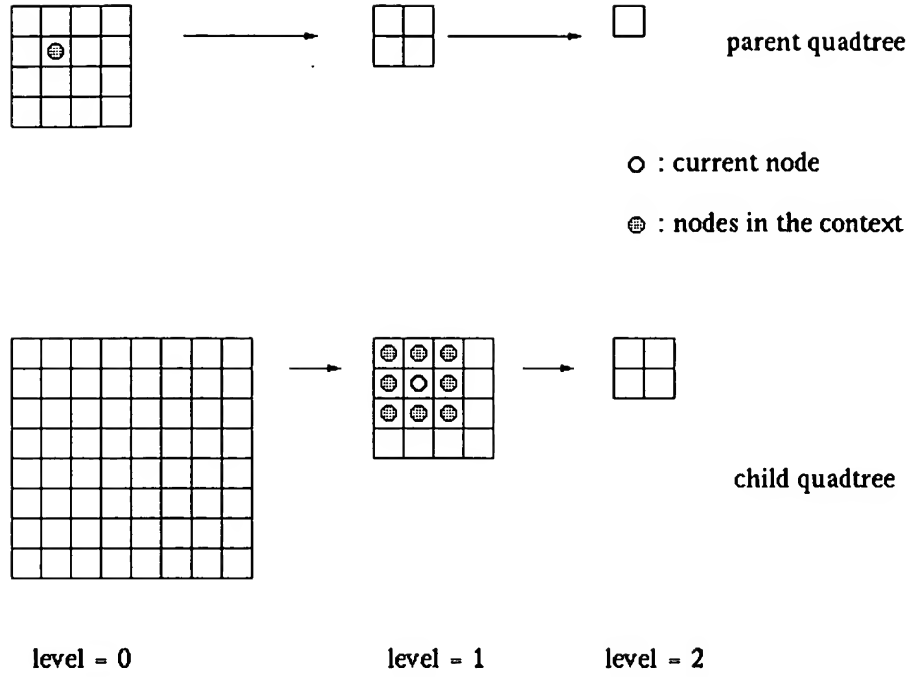 parent quadtree
: current node
: nodes in the context
child quadtree
level = 0
level = 1
level = 2